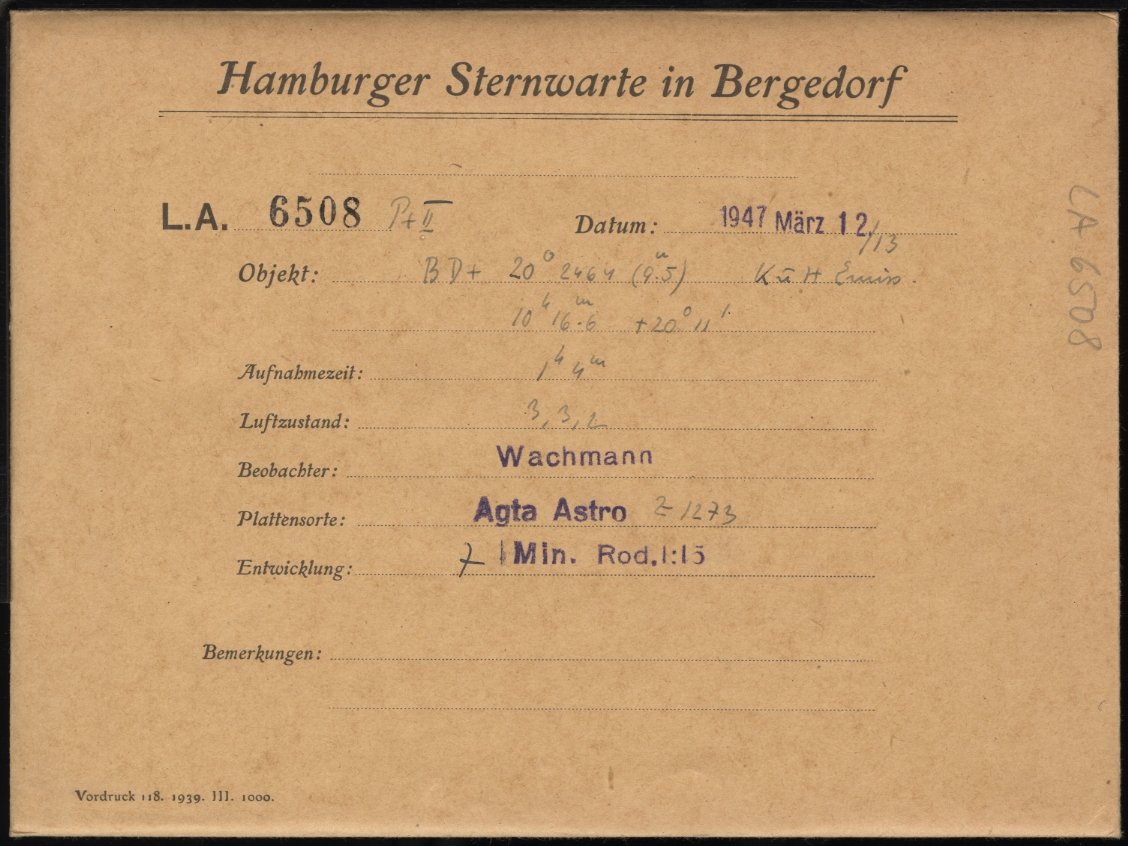 Hamburger Sternwarte in Bergedorf
L.A. 6508 P+II
Datum: 1947 März 12./13
Objekt: BD+ 20° 2464 (9.5) K u H Emiss.
10h 16.m6 +20° 11'
Aufnahmezeit: 1h 4m
Luftzustand: 3, 3, 2
Beobachter: Wachmann
Plattensorte: Agfa Astro Z 1273
Entwicklung: 7 Min. Rod. 1:15
Bemerkungen:
Vordruck 118. 1939. III. 1000.
LA 6508